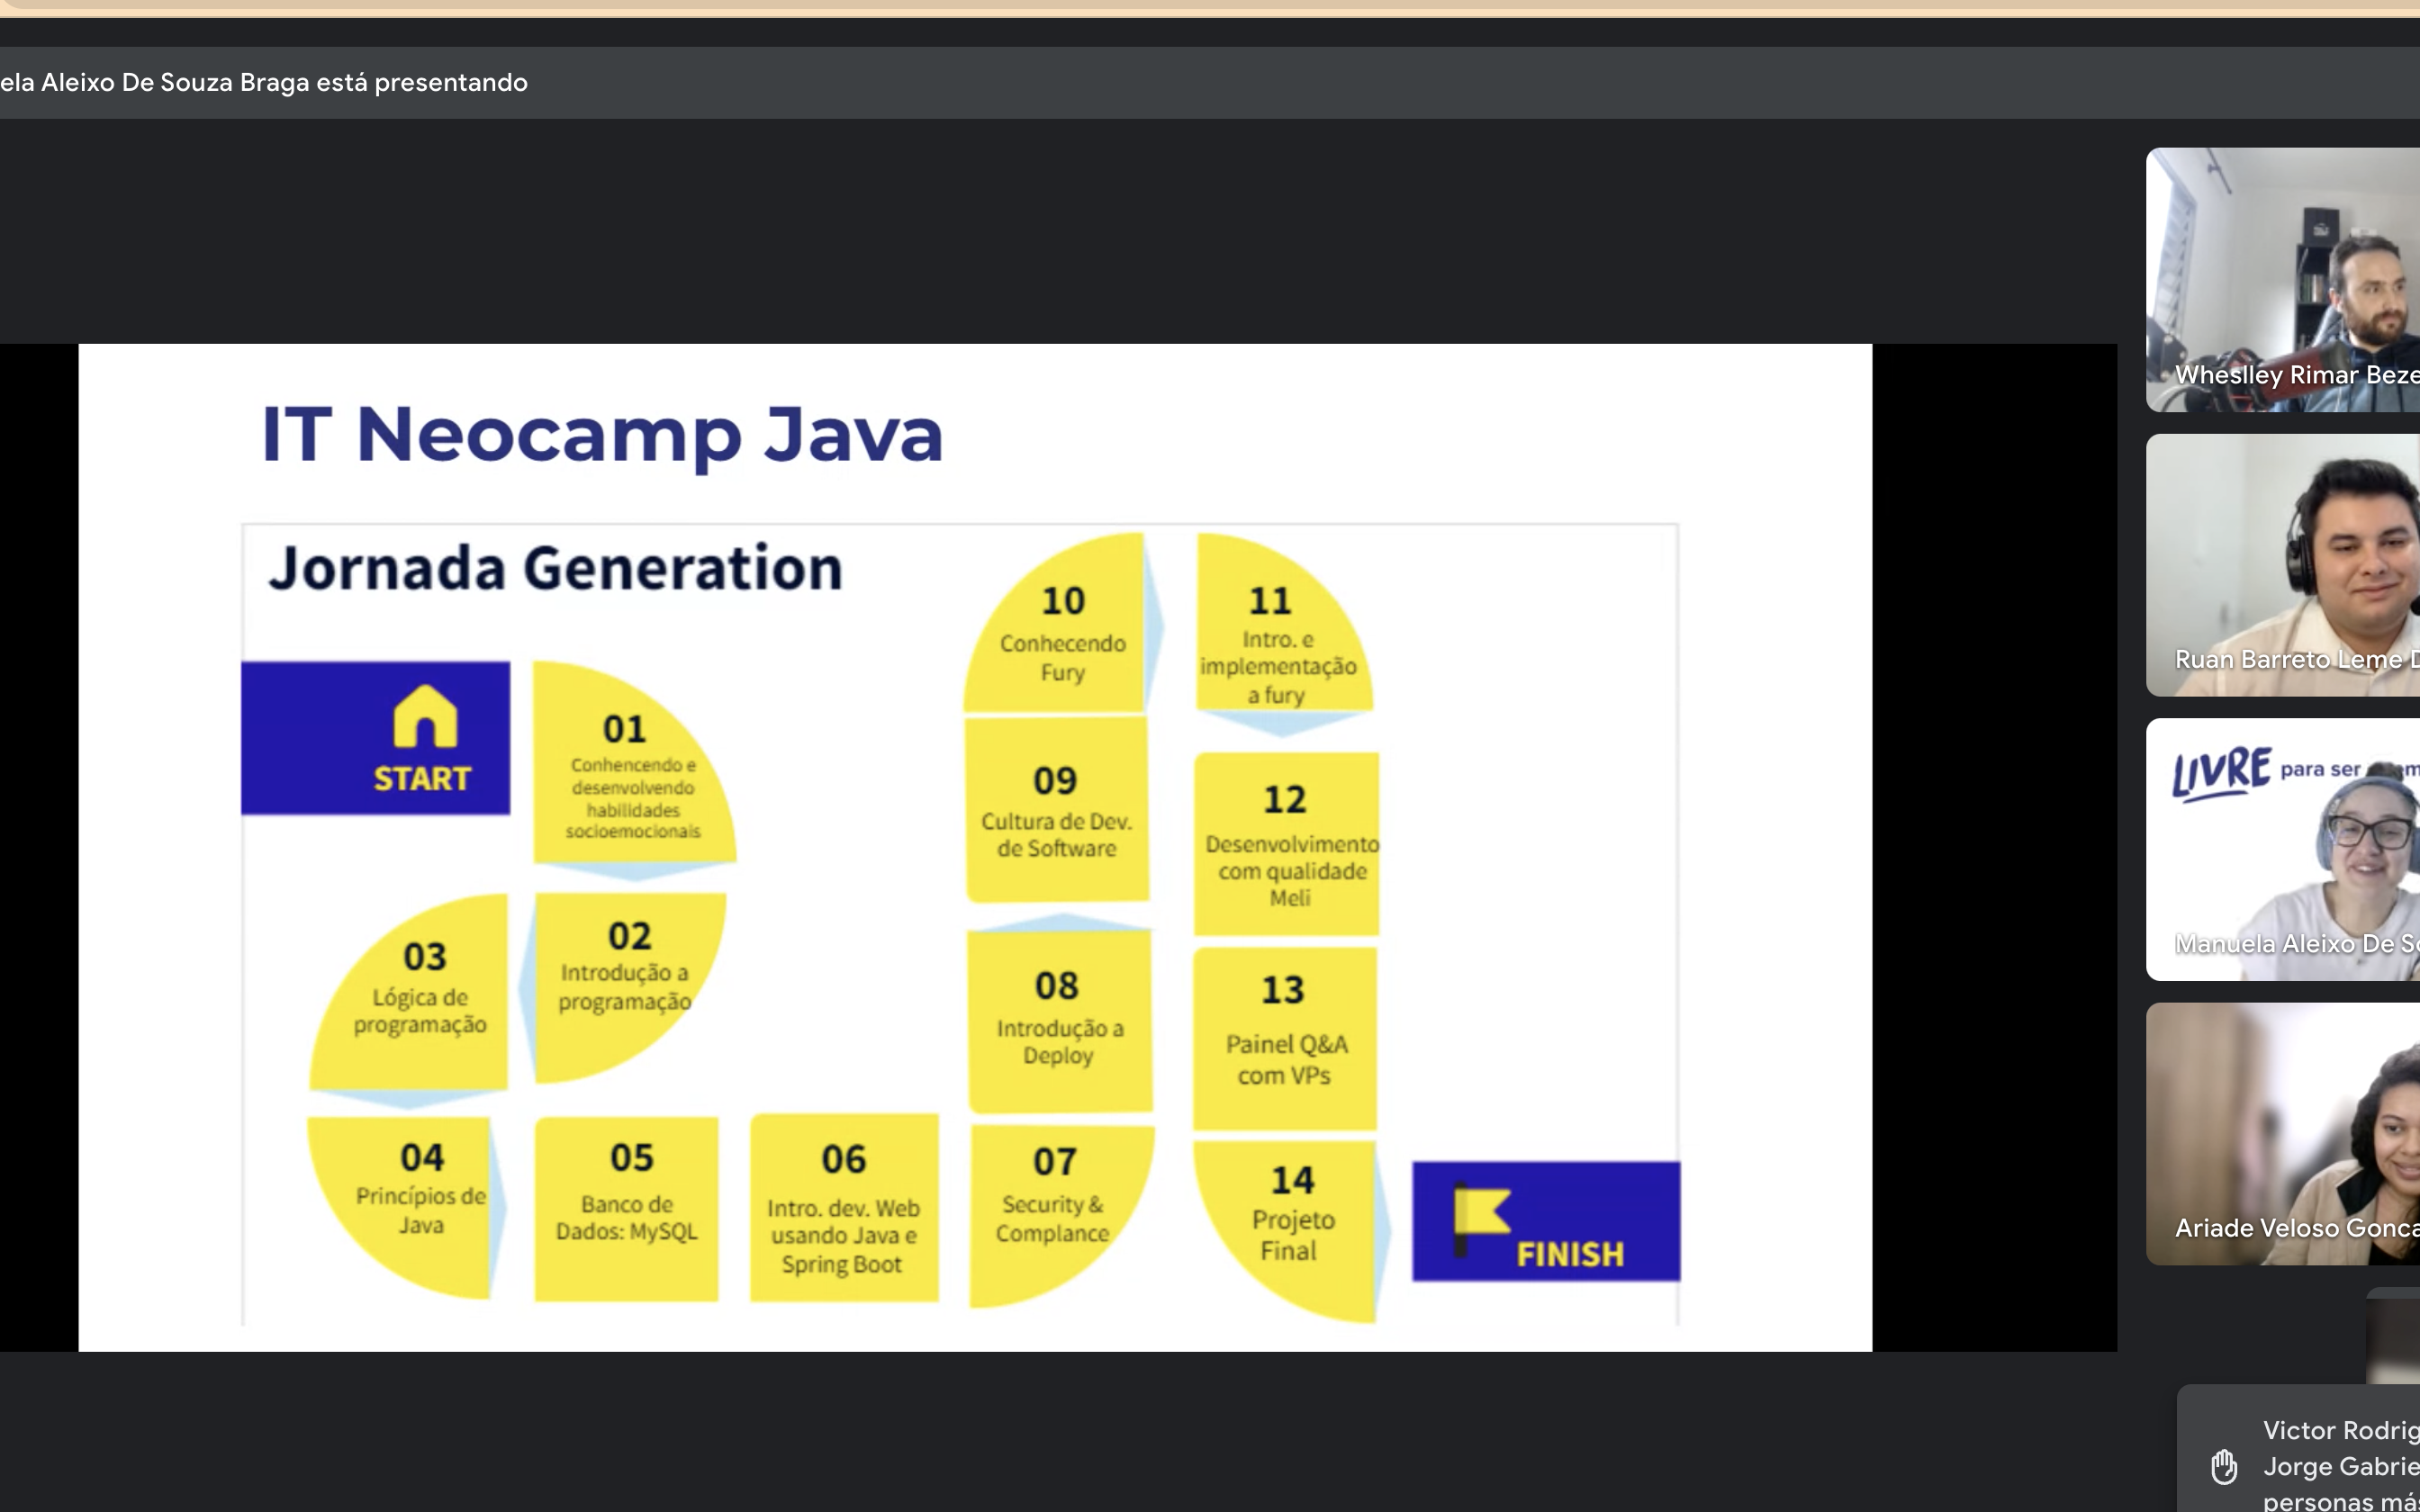 ela Aleixo De Souza Braga está presentando
IT Neocamp Java
Jornada Generation
START
01
Conhencendo e
desenvolvendo
habilidades
socioemocionais
02
Introdução a
programação
03
Lógica de
programação
04
Princípios de
Java
05
Banco de
Dados: MySQL
06
Intro. dev. Web
usando Java e
Spring Boot
07
Security &
Complance
08
Introdução a
Deploy
09
Cultura de Dev.
de Software
10
Conhecendo
Fury
11
Intro. e
implementação
a fury
12
Desenvolvimento
com qualidade
Meli
13
Painel Q&A
com VPs
14
Projeto
Final
FINISH
Wheslley Rimar Beze
Ruan Barreto Leme D
LIVRE para ser
Manuela Aleixo De So
Ariade Veloso Gonca
Victor Rodrig
Jorge Gabrie
personas más